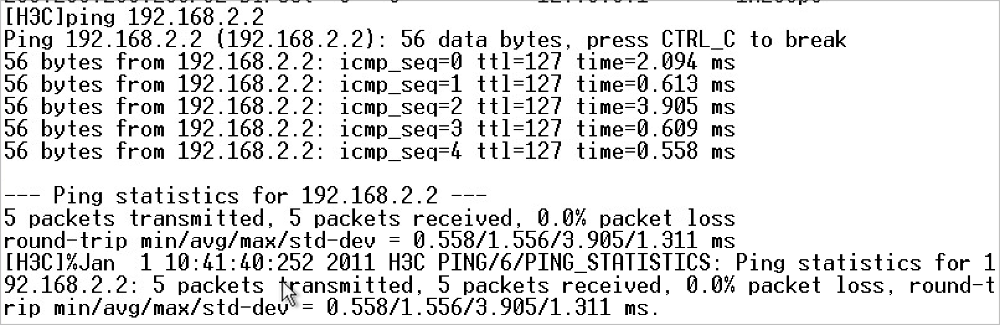 [H3C]ping 192.168.2.2
Ping 192.168.2.2 (192.168.2.2): 56 data bytes, press CTRL_C to break
56 bytes from 192.168.2.2: icmp_seq=0 ttl=127 time=2.094 ms
56 bytes from 192.168.2.2: icmp_seq=1 ttl=127 time=0.613 ms
56 bytes from 192.168.2.2: icmp_seq=2 ttl=127 time=3.905 ms
56 bytes from 192.168.2.2: icmp_seq=3 ttl=127 time=0.609 ms
56 bytes from 192.168.2.2: icmp_seq=4 ttl=127 time=0.558 ms

--- Ping statistics for 192.168.2.2 ---
5 packets transmitted, 5 packets received, 0.0% packet loss
round-trip min/avg/max/std-dev = 0.558/1.556/3.905/1.311 ms
[H3C]%Jan  1 10:41:40:252 2011 H3C PING/6/PING_STATISTICS: Ping statistics for 1
92.168.2.2: 5 packets transmitted, 5 packets received, 0.0% packet loss, round-t
rip min/avg/max/std-dev = 0.558/1.556/3.905/1.311 ms.